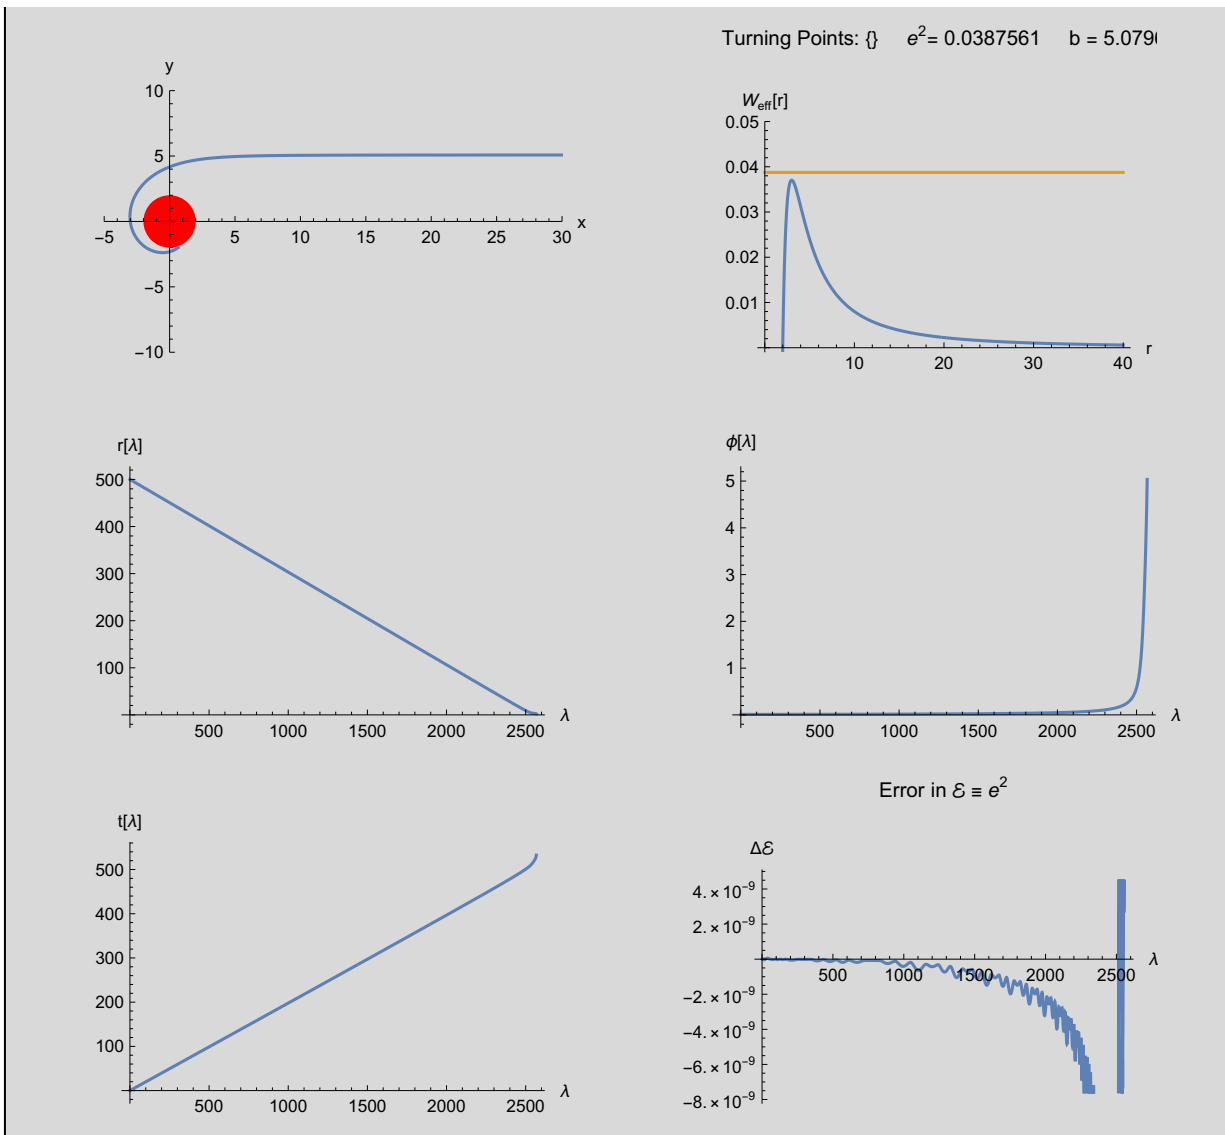 Turning Points: {} e²= 0.0387561 b = 5.079
y
10
5
−5
5
10
15
20
25
30
x
−5
−10
W_eff[r]
0.05
0.04
0.03
0.02
0.01
10
20
30
40
r
r[λ]
500
400
300
200
100
500
1000
1500
2000
2500
λ
ϕ[λ]
5
4
3
2
1
500
1000
1500
2000
2500
λ
t[λ]
500
400
300
200
100
500
1000
1500
2000
2500
λ
Error in ℰ ≡ e²
Δℰ
4. × 10⁻⁹
2. × 10⁻⁹
500
1000
1500
2000
2500
λ
−2. × 10⁻⁹
−4. × 10⁻⁹
−6. × 10⁻⁹
−8. × 10⁻⁹